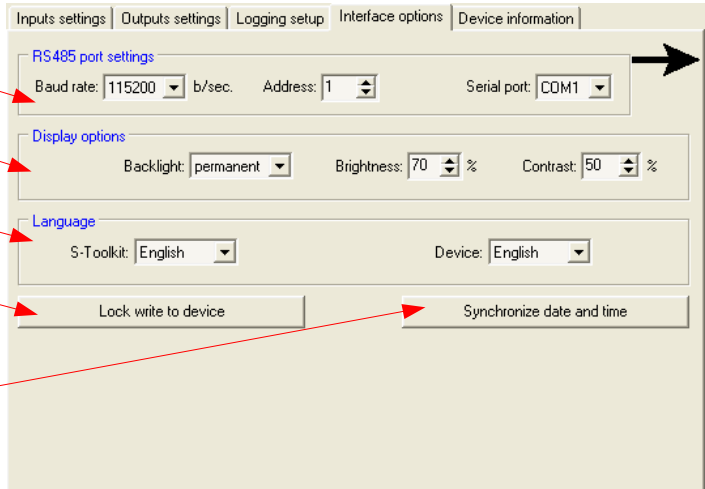 Inputs settings Outputs settings Logging setup Interface options Device information
RS485 port settings
Baud rate: 115200 b/sec. Address: 1 Serial port: COM1
Display options
Backlight: permanent Brightness: 70 % Contrast: 50 %
Language
S-Toolkit: English Device: English
Lock write to device Synchronize date and time